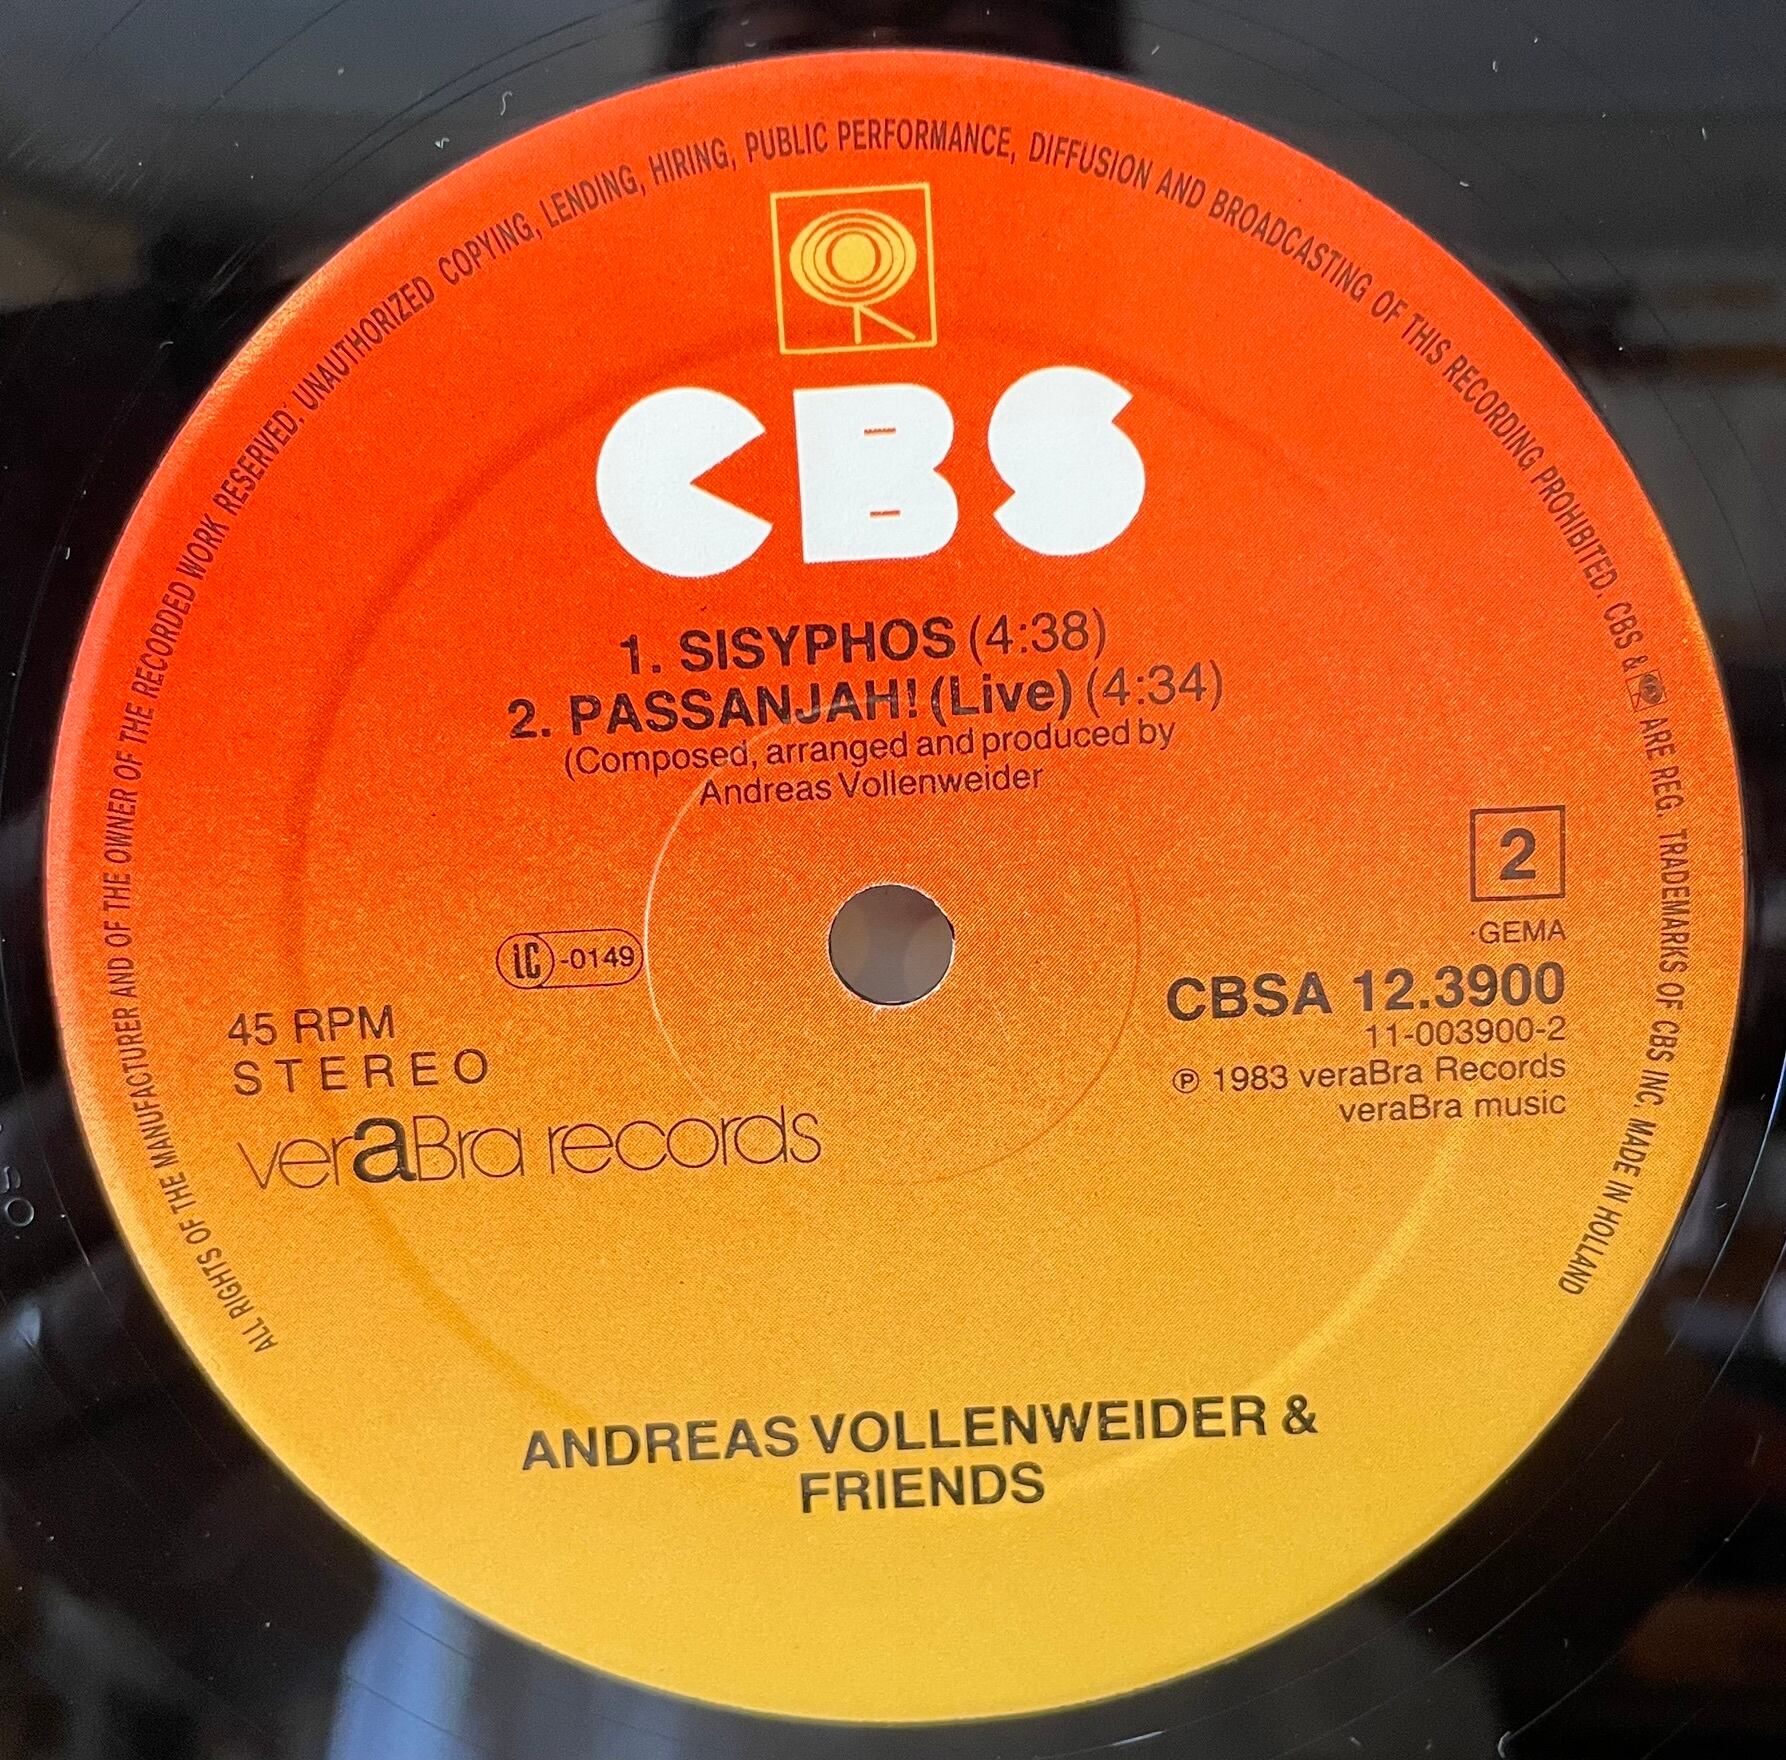 ALL RIGHTS OF THE MANUFACTURER AND OF THE OWNER OF THE RECORDED WORK RESERVED. UNAUTHORIZED COPYING, LENDING, HIRING, PUBLIC PERFORMANCE, DIFFUSION AND BROADCASTING OF THIS RECORDING PROHIBITED. CBS & ARE REG. TRADEMARKS OF CBS INC. MADE IN HOLLAND
CBS
1. SISYPHOS (4:38)
2. PASSANJAH! (Live) (4:34)
(Composed, arranged and produced by
Andreas Vollenweider
2
GEMA
LC-0149
CBSA 12.3900
45 RPM
11-003900-2
STEREO
℗ 1983 veraBra Records
veraBra music
veraBra records
ANDREAS VOLLENWEIDER &
FRIENDS